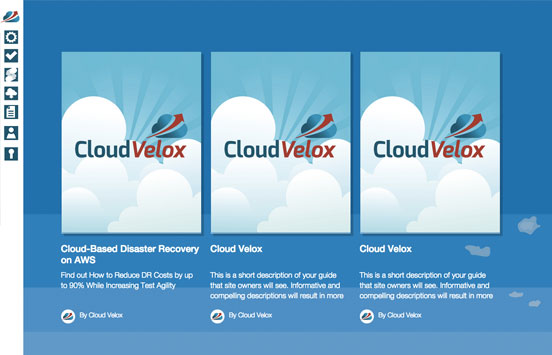 CloudVelox
CloudVelox
CloudVelox
Cloud-Based Disaster Recovery
on AWS
Find out How to Reduce DR Costs by up
to 90% While Increasing Test Agility
By Cloud Velox
Cloud Velox
This is a short description of your guide
that site owners will see. Informative and
compelling descriptions will result in more
By Cloud Velox
Cloud Velox
This is a short description of your guide
that site owners will see. Informative and
compelling descriptions will result in more
By Cloud Velox